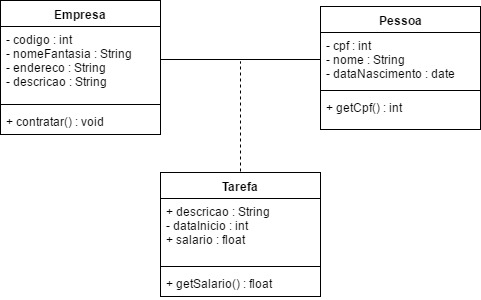 Empresa
- codigo : int
- nomeFantasia : String
- endereco : String
- descricao : String
+ contratar() : void
Pessoa
- cpf : int
- nome : String
- dataNascimento : date
+ getCpf() : int
Tarefa
+ descricao : String
- dataInicio : int
+ salario : float
+ getSalario() : float